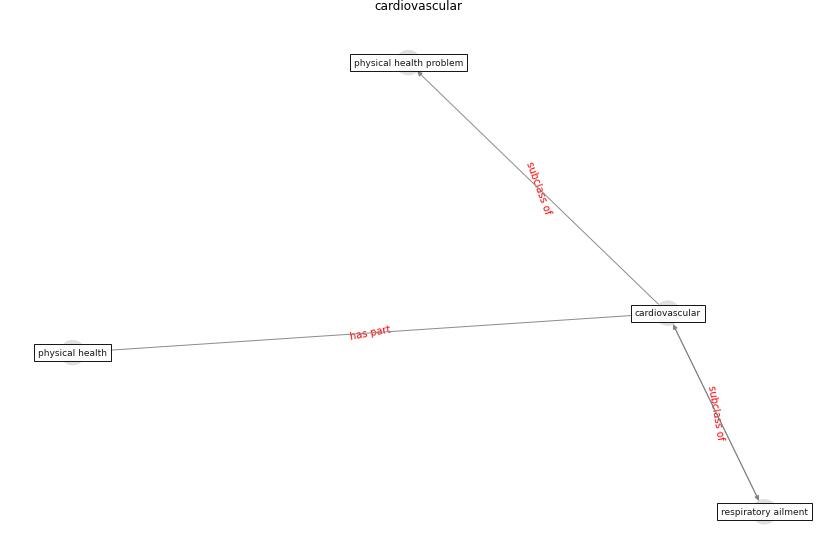 cardiovascular
physical health problem
subclass of
cardiovascular
has part
physical health
subclass of
respiratory ailment